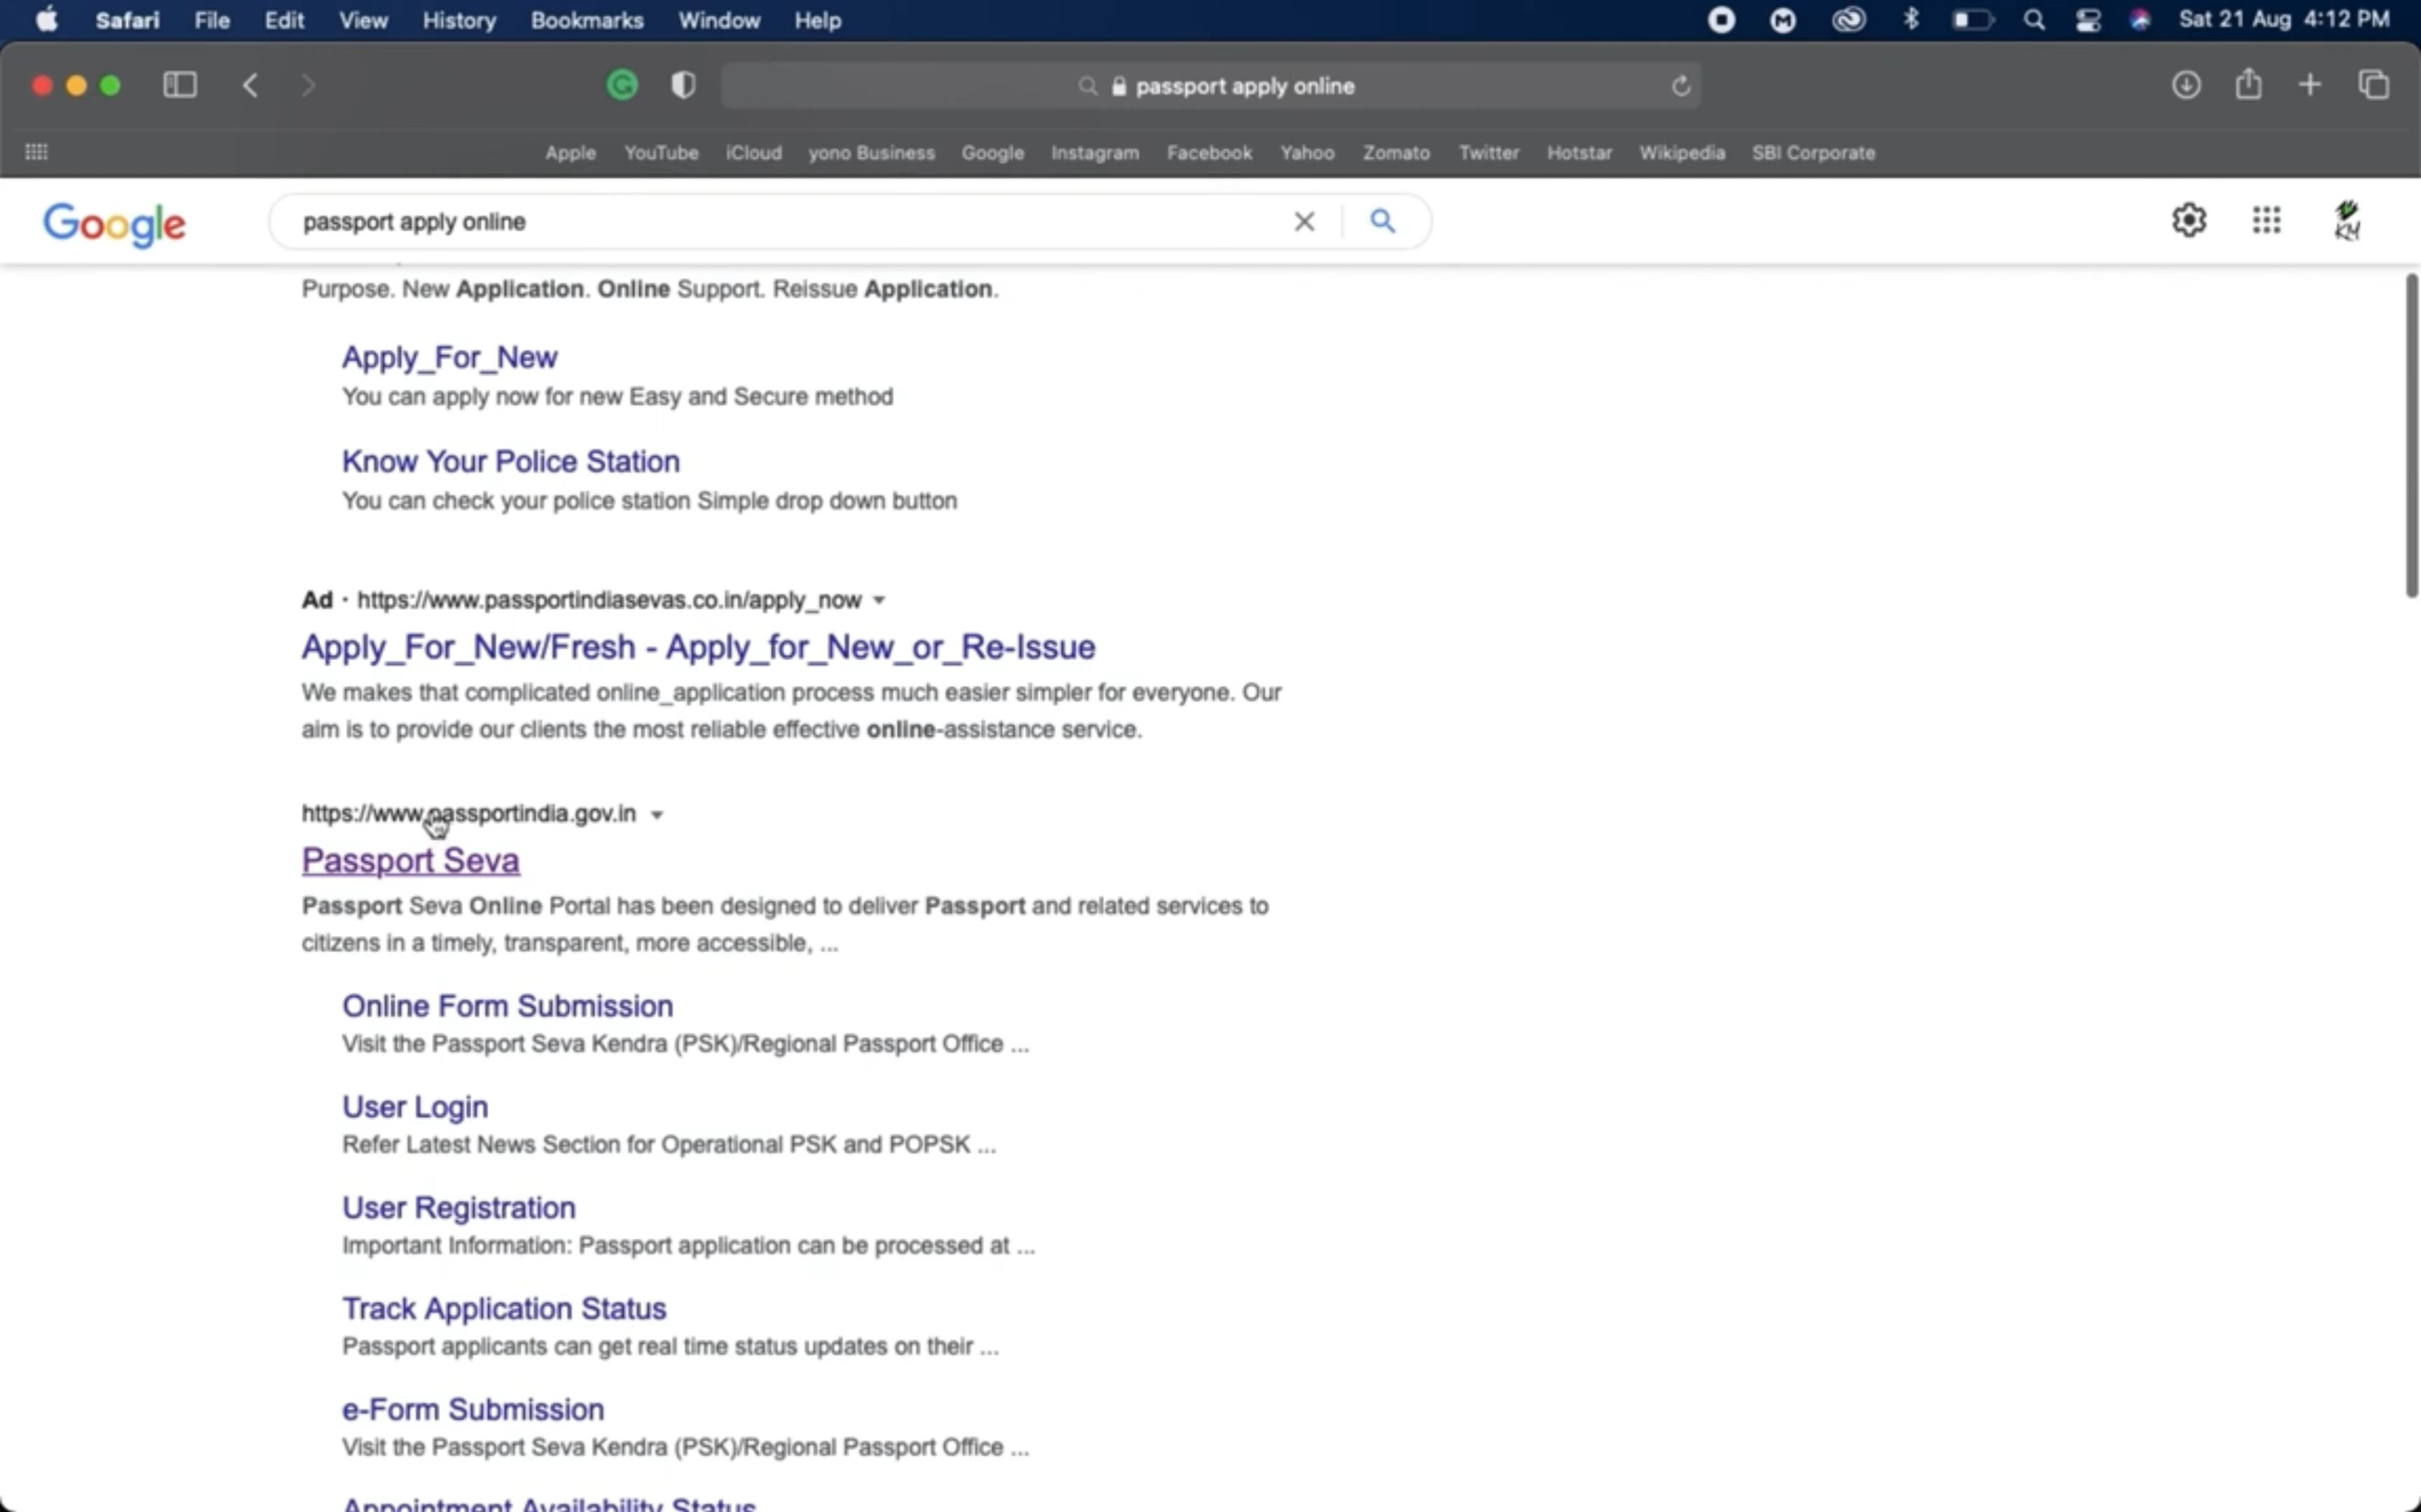 Safari File Edit View History Bookmarks Window Help Sat 21 Aug 4:12 PM
passport apply online
Apple YouTube iCloud yono Business Google Instagram Facebook Yahoo Zomato Twitter Hotstar Wikipedia SBI Corporate
Google passport apply online
Purpose. New Application. Online Support. Reissue Application.
Apply_For_New
You can apply now for new Easy and Secure method
Know Your Police Station
You can check your police station Simple drop down button
Ad · https://www.passportindiasevas.co.in/apply_now
Apply_For_New/Fresh - Apply_for_New_or_Re-Issue
We makes that complicated online_application process much easier simpler for everyone. Our
aim is to provide our clients the most reliable effective online-assistance service.
https://www.passportindia.gov.in
Passport Seva
Passport Seva Online Portal has been designed to deliver Passport and related services to
citizens in a timely, transparent, more accessible, ...
Online Form Submission
Visit the Passport Seva Kendra (PSK)/Regional Passport Office ...
User Login
Refer Latest News Section for Operational PSK and POPSK ...
User Registration
Important Information: Passport application can be processed at ...
Track Application Status
Passport applicants can get real time status updates on their ...
e-Form Submission
Visit the Passport Seva Kendra (PSK)/Regional Passport Office ...
Appointment Availability Status